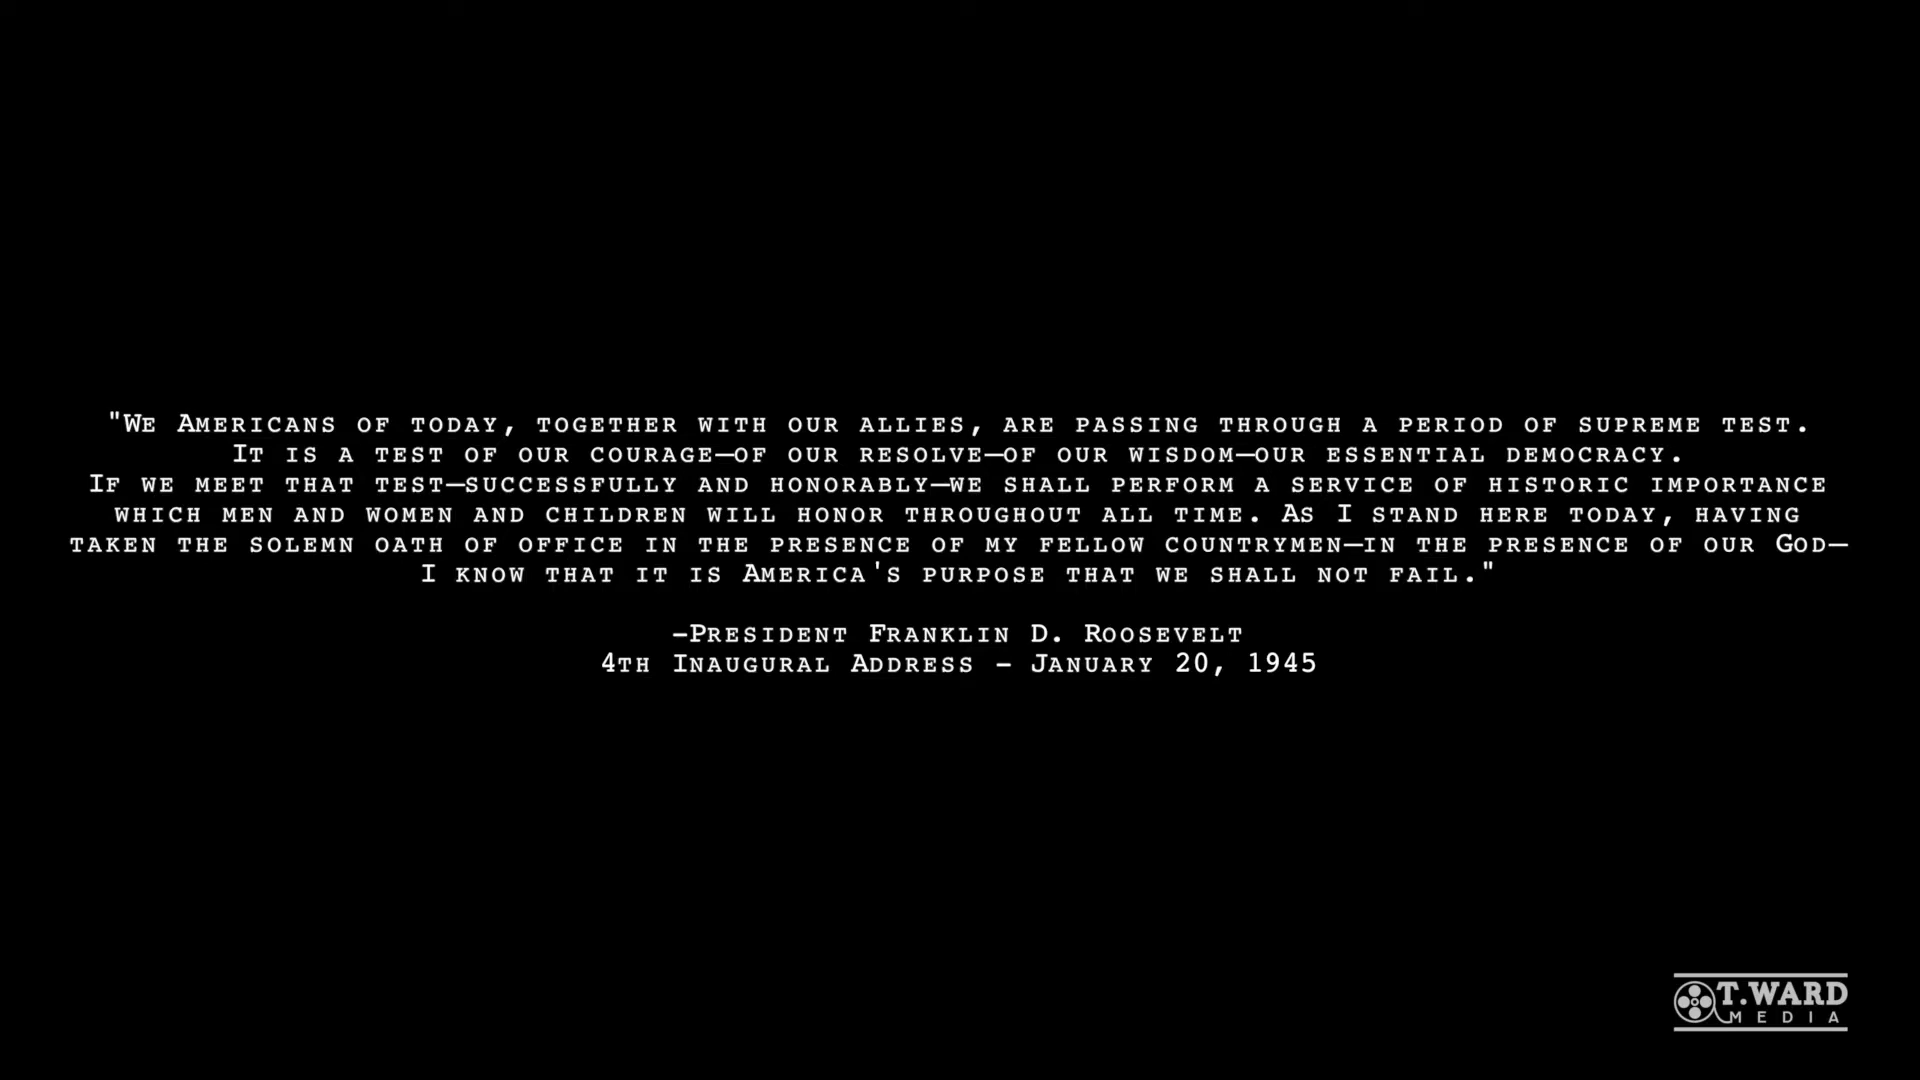 "We Americans of today, together with our allies, are passing through a period of supreme test.
It is a test of our courage—of our resolve—of our wisdom—our essential democracy.
If we meet that test—successfully and honorably—we shall perform a service of historic importance
which men and women and children will honor throughout all time. As I stand here today, having
taken the solemn oath of office in the presence of my fellow countrymen—in the presence of our God—
I know that it is America's purpose that we shall not fail."
-President Franklin D. Roosevelt
4th Inaugural Address - January 20, 1945
T.WARD
MEDIA